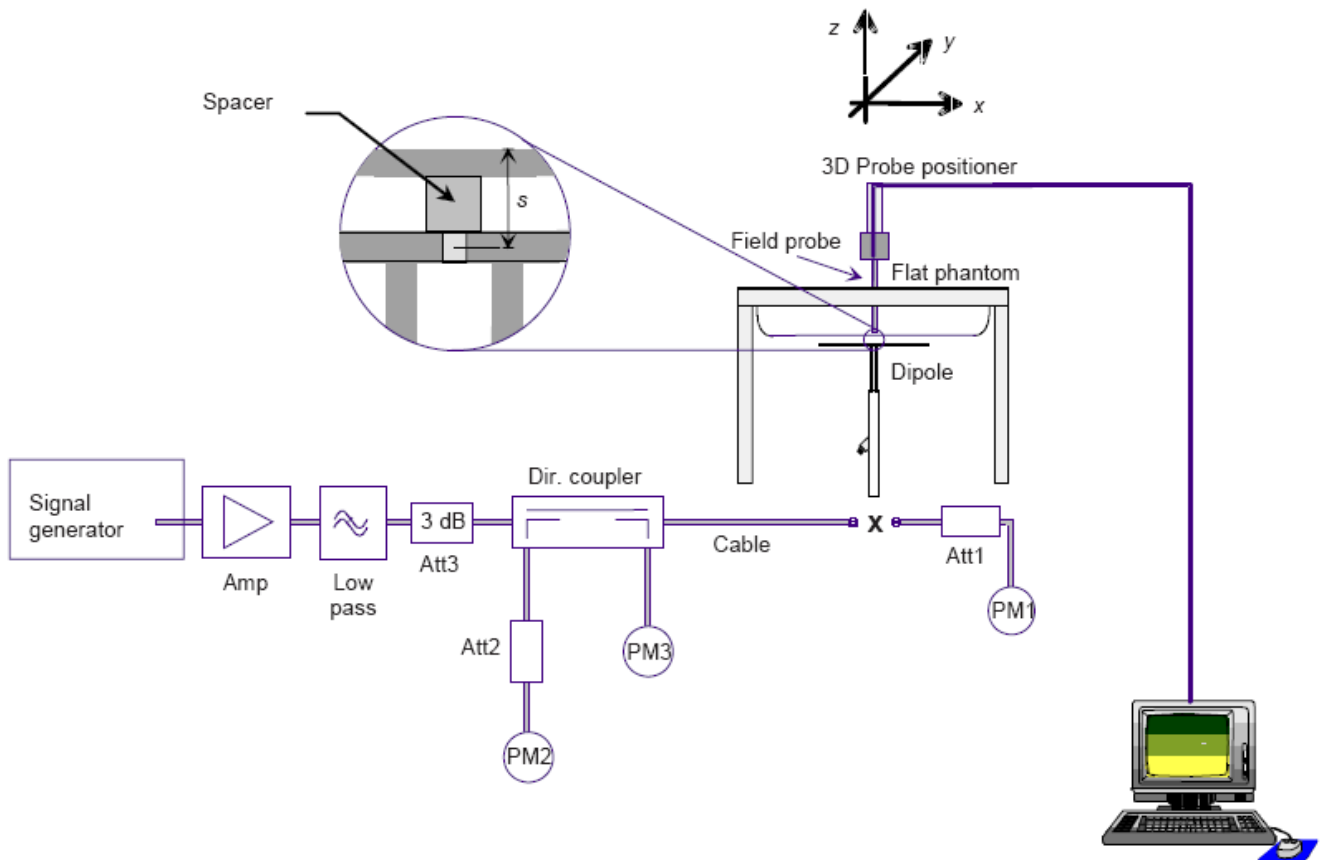 z
y
x
Spacer
s
3D Probe positioner
Field probe
Flat phantom
Dipole
Signal
generator
Amp
Low
pass
3 dB
Att3
Dir. coupler
Cable
X
Att1
PM1
Att2
PM3
PM2